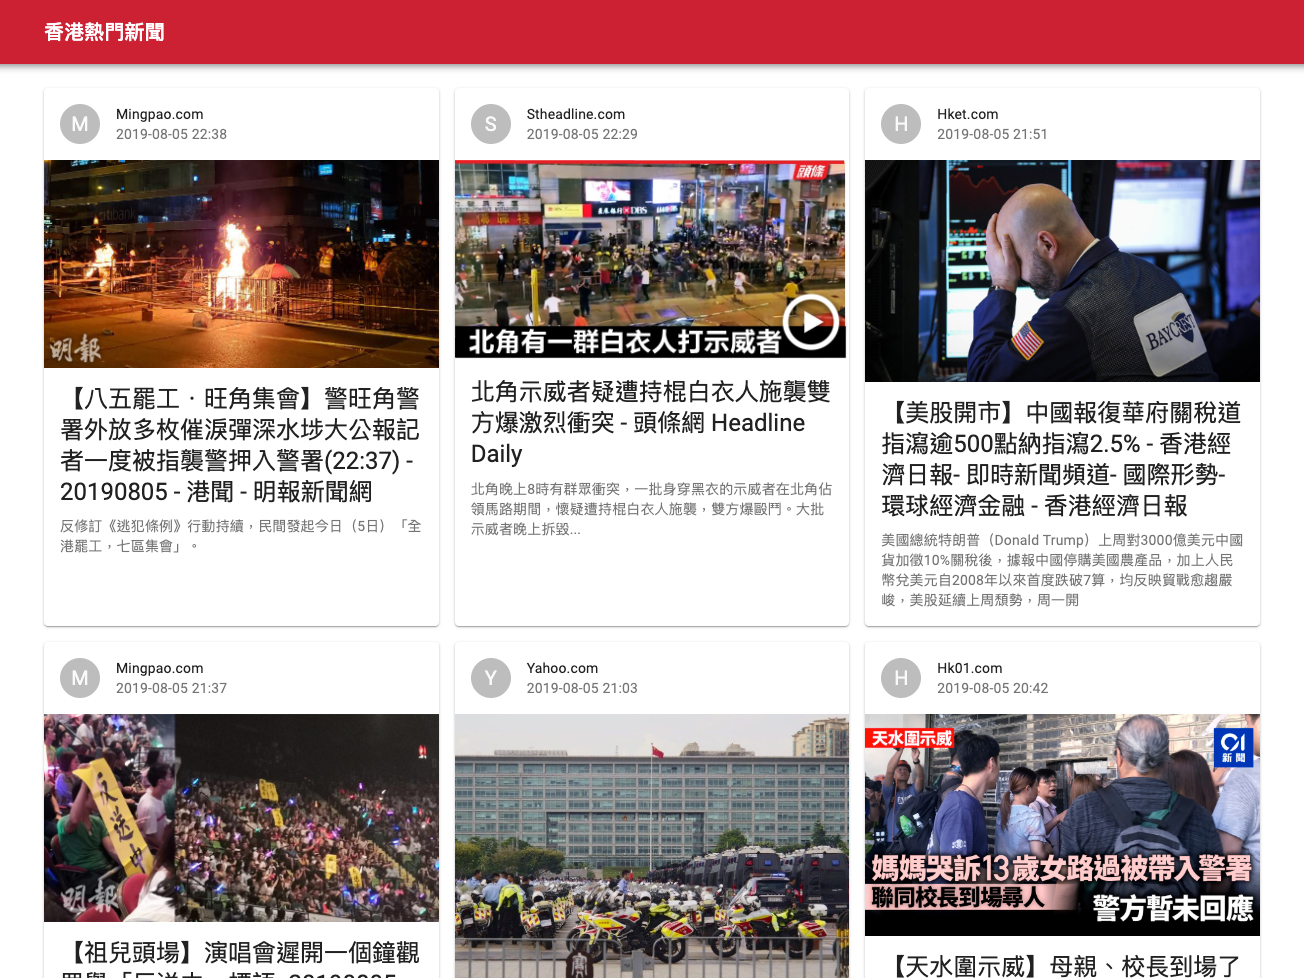 香港熱門新聞
M
Mingpao.com
2019-08-05 22:38
明報
【八五罷工‧旺角集會】警旺角警
署外放多枚催淚彈深水埗大公報記
者一度被指襲警押入警署(22:37) -
20190805 - 港聞 - 明報新聞網
反修訂《逃犯條例》行動持續，民間發起今日（5日）「全
港罷工，七區集會」。
S
Stheadline.com
2019-08-05 22:29
頭條
DBS
北角有一群白衣人打示威者
北角示威者疑遭持棍白衣人施襲雙
方爆激烈衝突 - 頭條網 Headline
Daily
北角晚上8時有群眾衝突，一批身穿黑衣的示威者在北角佔
領馬路期間，懷疑遭持棍白衣人施襲，雙方爆毆鬥。大批
示威者晚上拆毀...
H
Hket.com
2019-08-05 21:51
BAYCREST
【美股開市】中國報復華府關稅道
指瀉逾500點納指瀉2.5% - 香港經
濟日報- 即時新聞頻道- 國際形勢-
環球經濟金融 - 香港經濟日報
美國總統特朗普（Donald Trump）上周對3000億美元中國
貨加徵10%關稅後，據報中國停購美國農產品，加上人民
幣兌美元自2008年以來首度跌破7算，均反映貿戰愈趨嚴
峻，美股延續上周頹勢，周一開
M
Mingpao.com
2019-08-05 21:37
反送中
明報
【祖兒頭場】演唱會遲開一個鐘觀
Y
Yahoo.com
2019-08-05 21:03
H
Hk01.com
2019-08-05 20:42
天水圍示威
01
新聞
媽媽哭訴13歲女路過被帶入警署
聯同校長到場尋人
警方暫未回應
【天水圍示威】母親、校長到場了